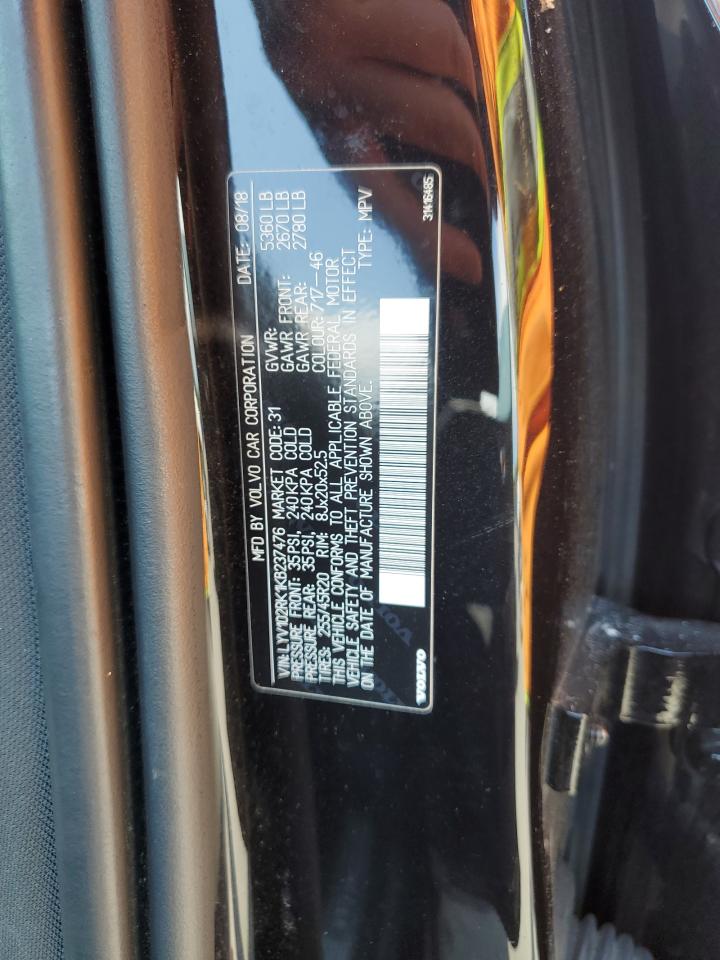 MFD BY VOLVO CAR CORPORATION DATE: 08/18
VIN: LYV102RK1KB237476 MARKET CODE: 31 GVWR: 5360 LB
PRESSURE FRONT: 35PSI, 240KPA COLD GAWR FRONT: 2670 LB
PRESSURE REAR: 35PSI, 240KPA COLD GAWR REAR: 2780 LB
TIRES: 255/45R20 RIM: 8JX20x52.5 COLOUR: 717--46
THIS VEHICLE CONFORMS TO ALL APPLICABLE FEDERAL MOTOR
VEHICLE SAFETY AND THEFT PREVENTION STANDARDS IN EFFECT
ON THE DATE OF MANUFACTURE SHOWN ABOVE. TYPE: MPV
VOLVO 31416485